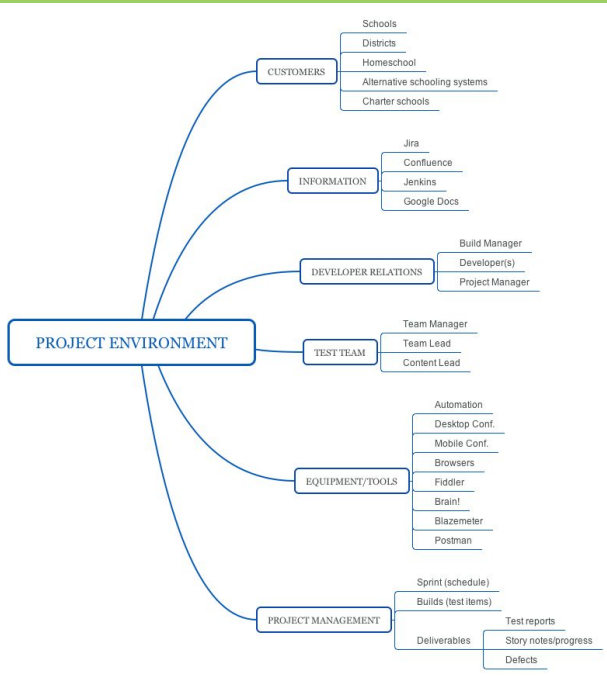 Schools
Districts
CUSTOMERS
Homeschool
Alternative schooling systems
Charter schools
Jira
Confluence
INFORMATION
Jenkins
Google Docs
Build Manager
DEVELOPER RELATIONS
Developer(s)
Project Manager
PROJECT ENVIRONMENT
Team Manager
TEST TEAM
Team Lead
Content Lead
Automation
Desktop Conf.
Mobile Conf.
Browsers
EQUIPMENT/TOOLS
Fiddler
Brain!
Blazemeter
Postman
Sprint (schedule)
Builds (test items)
PROJECT MANAGEMENT
Deliverables
Test reports
Story notes/progress
Defects